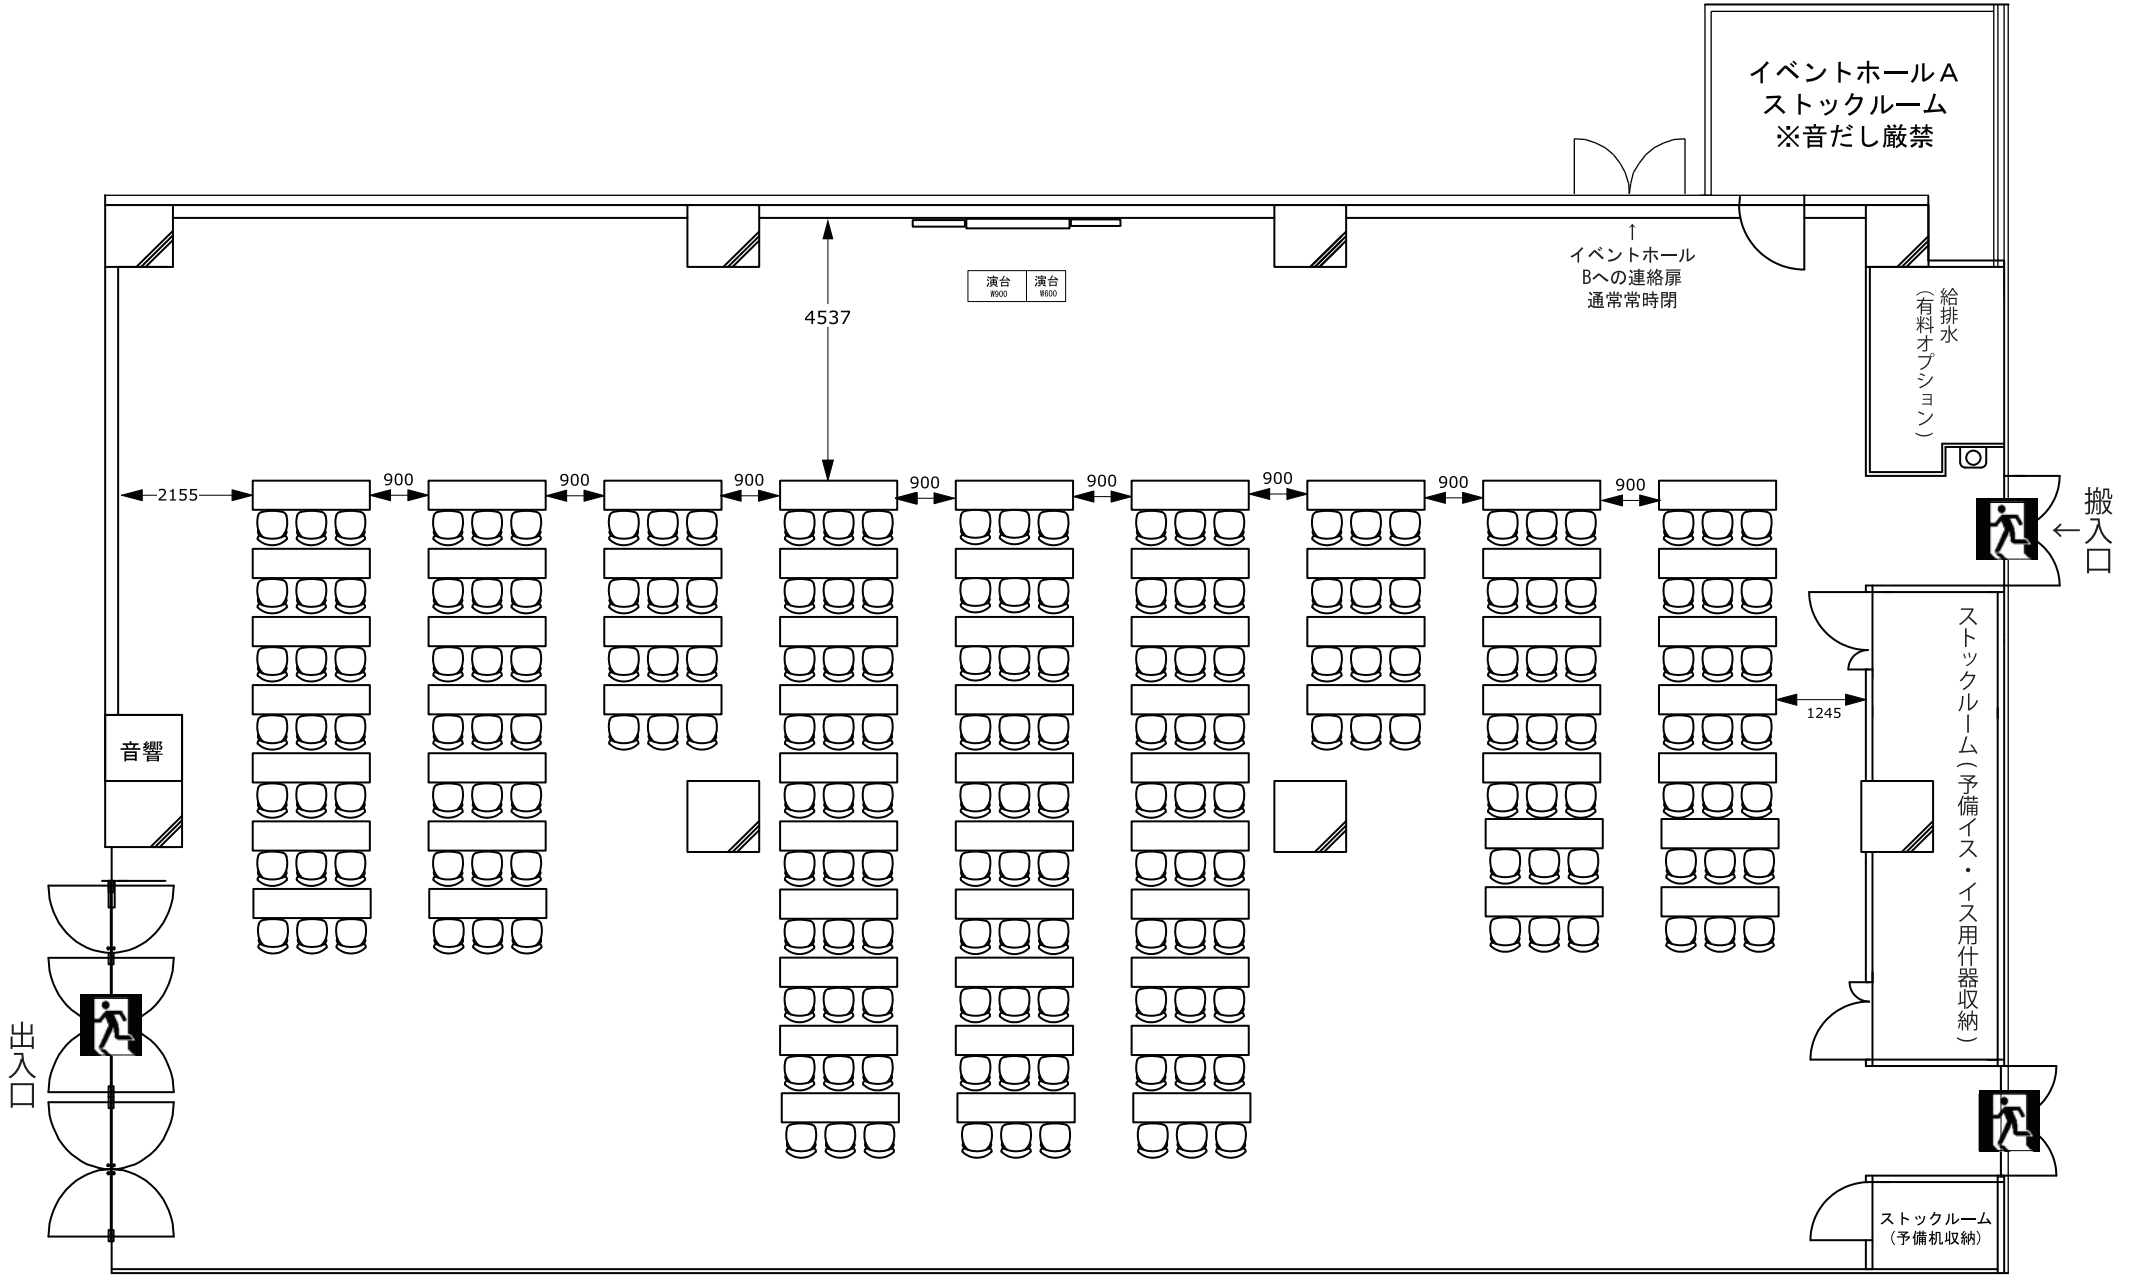 イベントホールA
ストックルーム
※音だし厳禁
↑
イベントホール
Bへの連絡扉
通常常時閉
演台
W900
演台
W600
4537
給排水
(有料オプション)
2155
900
900
900
900
900
900
900
900
←搬入口
1245
ストックルーム(予備イス・イス用什器収納)
音響
出入口
ストックルーム
(予備机収納)